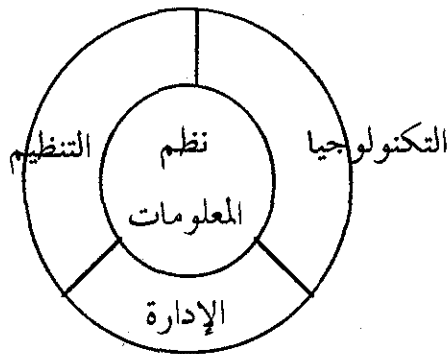 نظم
المعلومات
التكنولوجيا
التنظيم
الإدارة